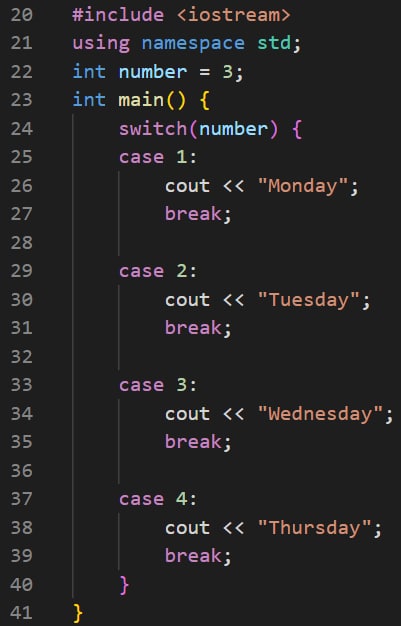 20 #include <iostream>
21 using namespace std;
22 int number = 3;
23 int main() {
24     switch(number) {
25     case 1:
26         cout << "Monday";
27         break;
28
29     case 2:
30         cout << "Tuesday";
31         break;
32
33     case 3:
34         cout << "Wednesday";
35         break;
36
37     case 4:
38         cout << "Thursday";
39         break;
40     }
41 }